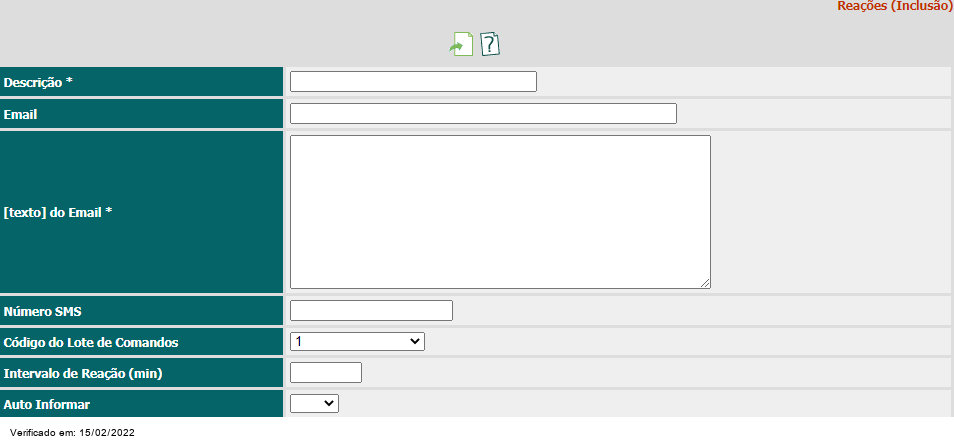 Reações (Inclusão)
?
Descrição *
Email
[texto] do Email *
Número SMS
Código do Lote de Comandos
1
Intervalo de Reação (min)
Auto Informar
Verificado em: 15/02/2022